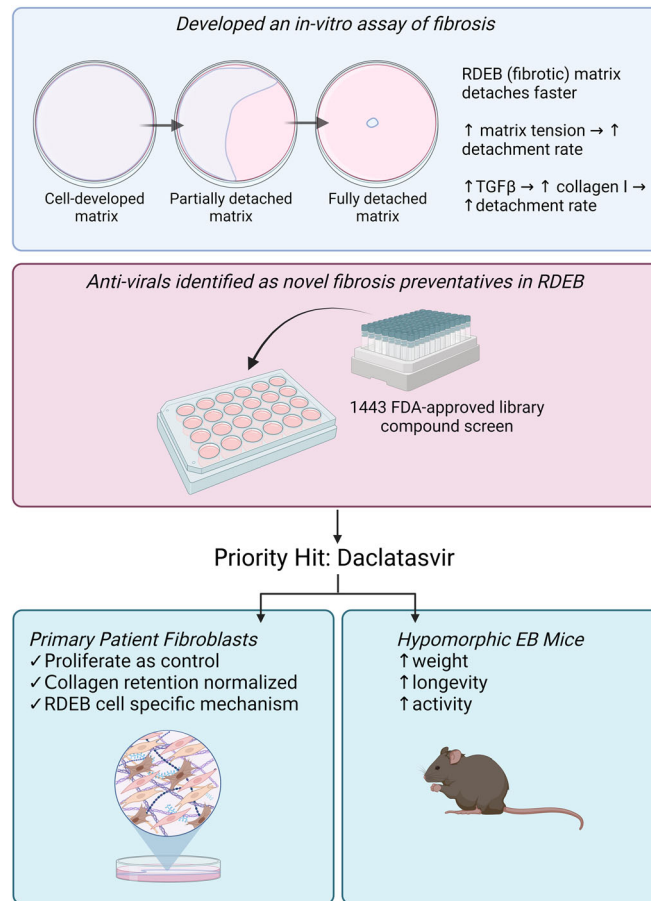 Developed an in-vitro assay of fibrosis
RDEB (fibrotic) matrix
detaches faster
↑ matrix tension → ↑
detachment rate
↑TGFβ → ↑ collagen I →
↑detachment rate
Cell-developed
matrix
Partially detached
matrix
Fully detached
matrix
Anti-virals identified as novel fibrosis preventatives in RDEB
1443 FDA-approved library
compound screen
Priority Hit: Daclatasvir
Primary Patient Fibroblasts
✓Proliferate as control
✓Collagen retention normalized
✓RDEB cell specific mechanism
Hypomorphic EB Mice
↑weight
↑longevity
↑activity